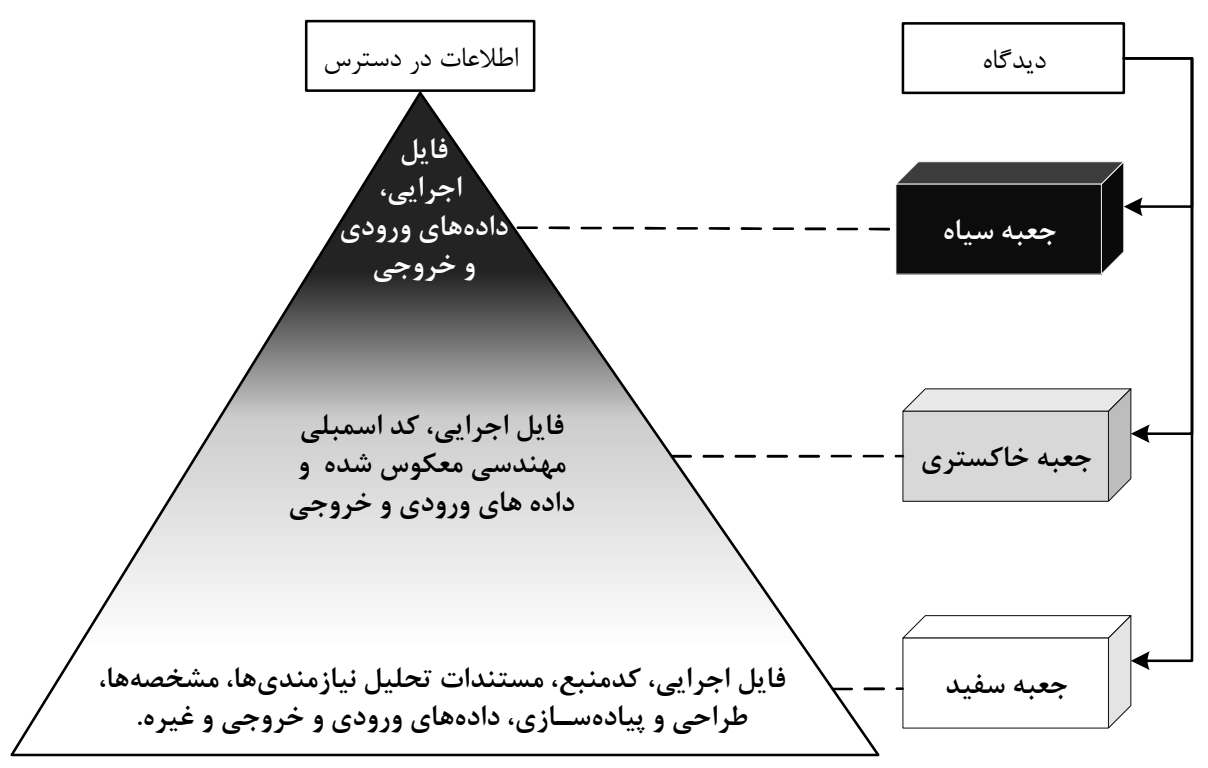 دیدگاه
اطلاعات در دسترس
فایل
اجرایی،
داده‌های ورودی
و خروجی
جعبه سیاه
فایل اجرایی، کد اسمبلی
مهندسی معکوس شده و
داده های ورودی و خروجی
جعبه خاکستری
فایل اجرایی، کدمنبع، مستندات تحلیل نیازمندی‌ها، مشخصه‌ها،
طراحی و پیاده‌ســازی، داده‌های ورودی و خروجی و غیره.
جعبه سفید